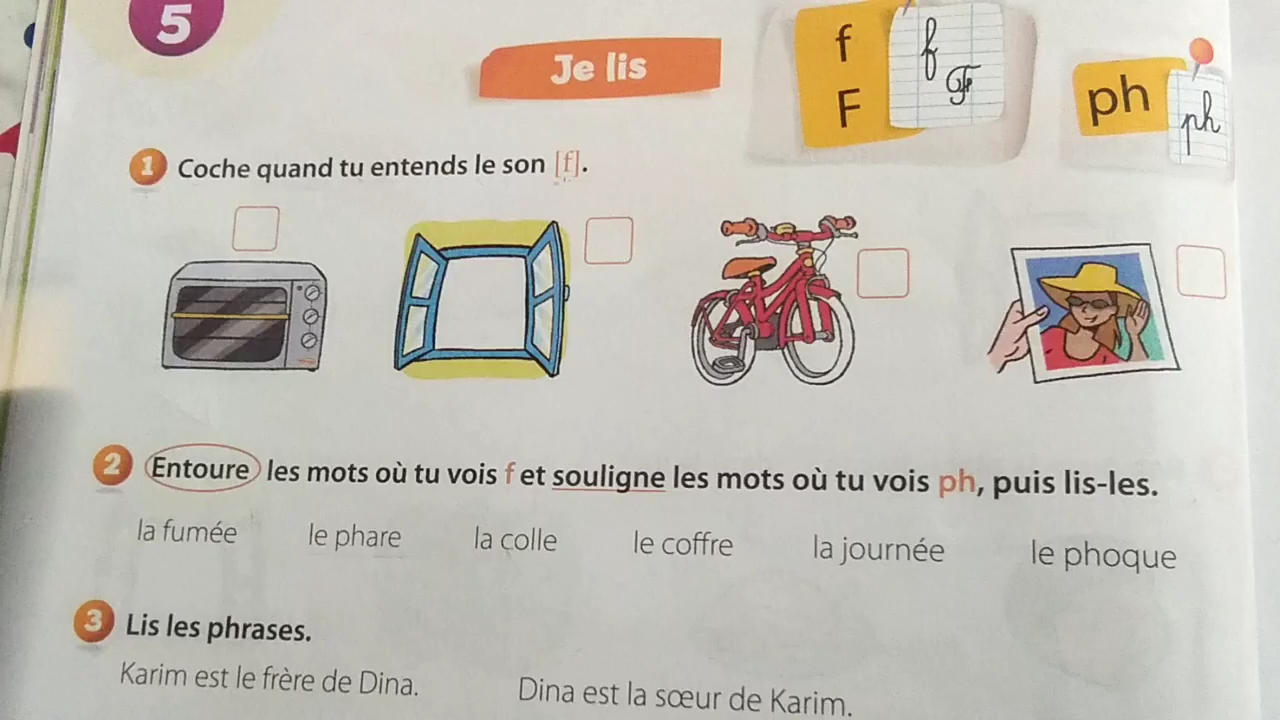 5
Je lis
f f
F F
ph ph
1 Coche quand tu entends le son [f].
2 Entoure les mots où tu vois f et souligne les mots où tu vois ph, puis lis-les.
la fumée le phare la colle le coffre la journée le phoque
3 Lis les phrases.
Karim est le frère de Dina. Dina est la sœur de Karim.